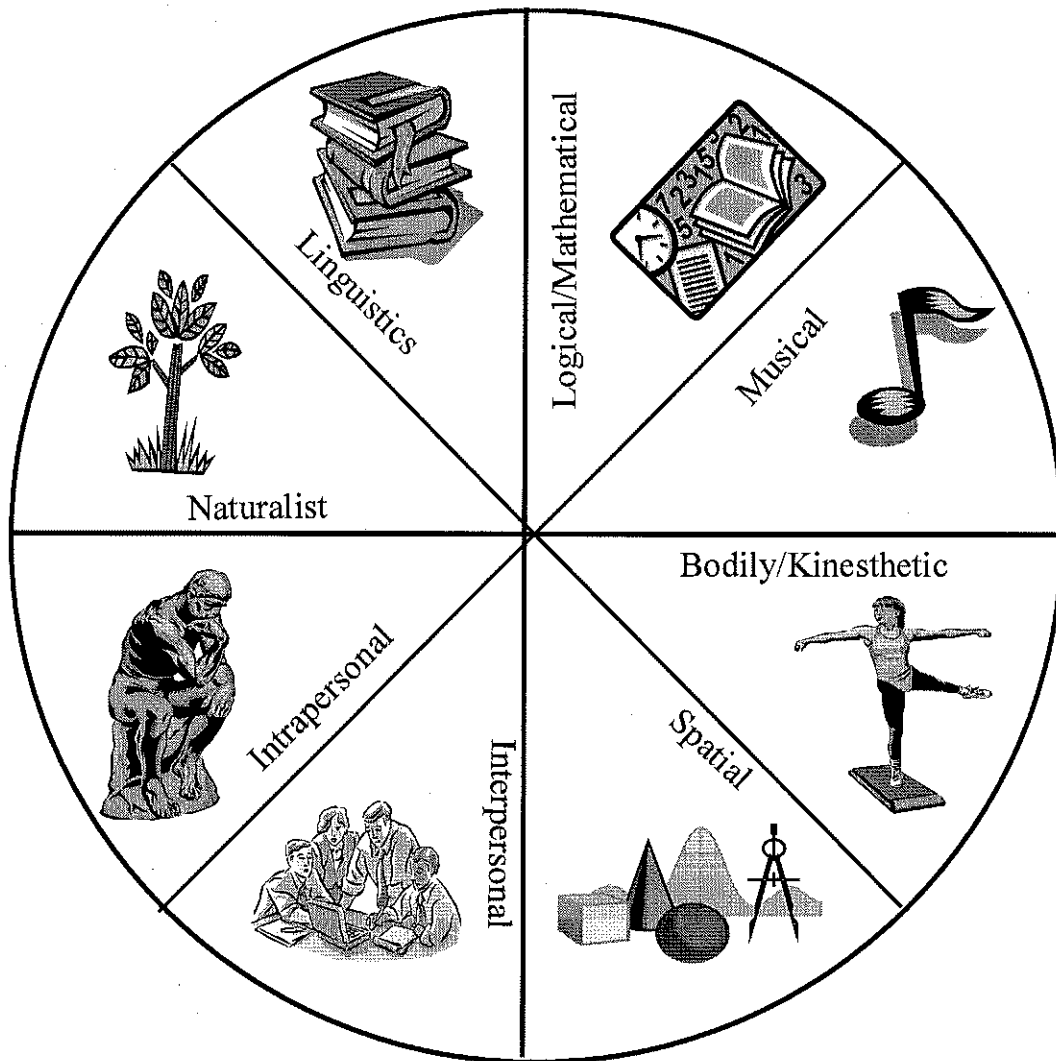 Linguistics
Logical/Mathematical
Musical
Naturalist
Bodily/Kinesthetic
Intrapersonal
Interpersonal
Spatial